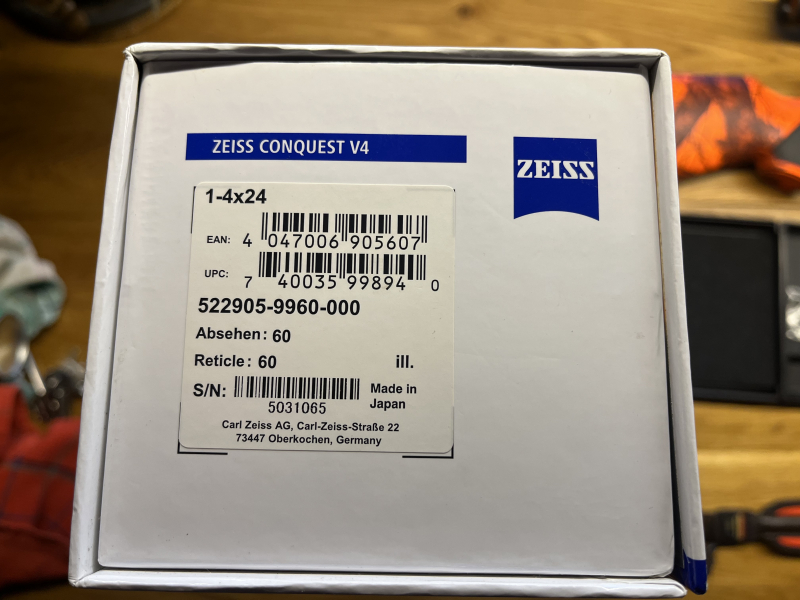 ZEISS CONQUEST V4
ZEISS
1-4x24
EAN: 4 047006 905607
UPC: 7 40035 99894 0
522905-9960-000
Absehen: 60
Reticle: 60 ill.
S/N: 5031065
Made in
Japan
Carl Zeiss AG, Carl-Zeiss-Straße 22
73447 Oberkochen, Germany